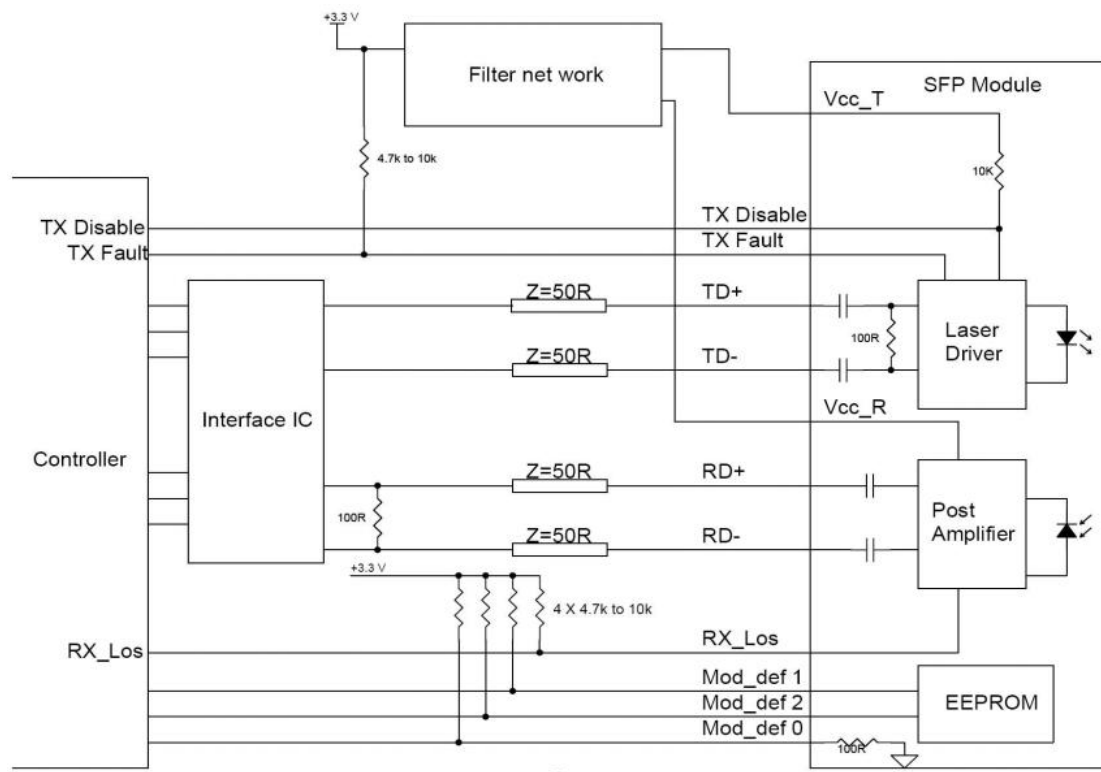 +3.3 V
Filter net work
SFP Module
Vcc_T
4.7k to 10k
10K
TX Disable
TX Disable
TX Fault
TX Fault
Z=50R
TD+
Laser
Driver
100R
Z=50R
TD-
Interface IC
Vcc_R
Controller
Z=50R
RD+
Post
Amplifier
100R
Z=50R
RD-
+3.3 V
4 X 4.7k to 10k
RX_Los
RX_Los
Mod_def 1
EEPROM
Mod_def 2
Mod_def 0
100R